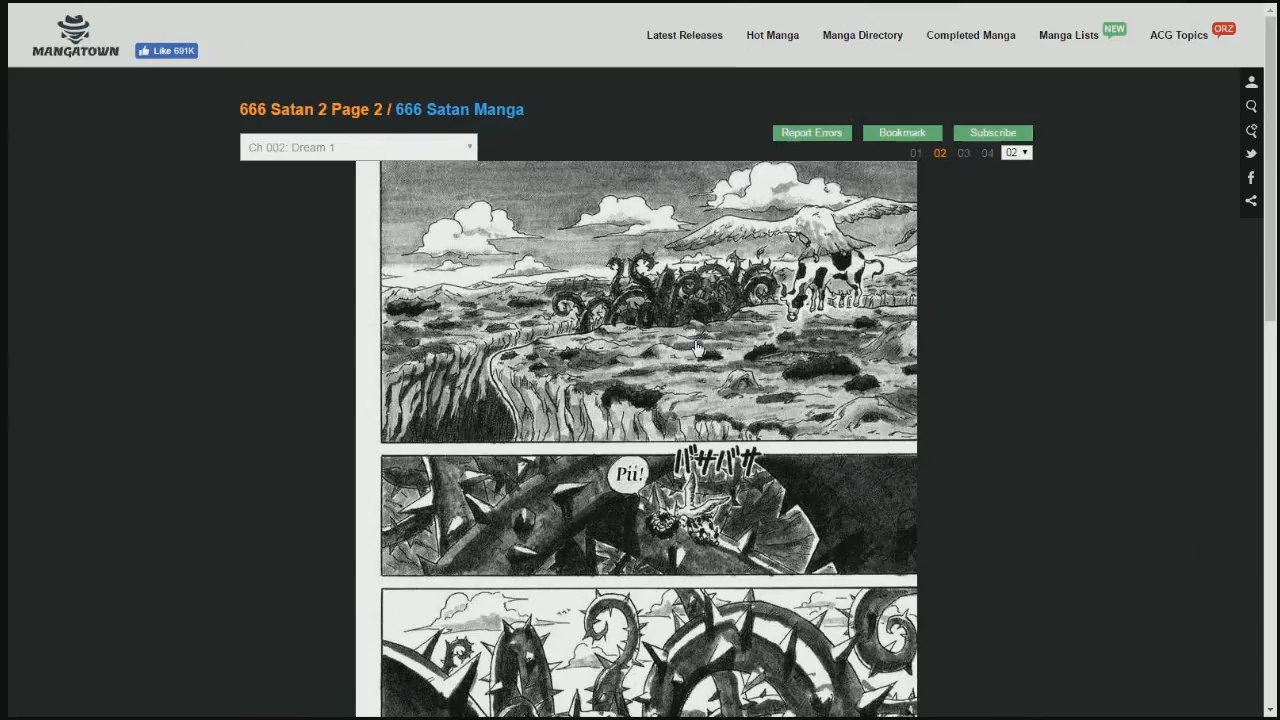 MANGATOWN
Like 691K
Latest Releases
Hot Manga
Manga Directory
Completed Manga
Manga Lists
NEW
ACG Topics
ORZ
666 Satan 2 Page 2 / 666 Satan Manga
Ch 002: Dream 1
Report Errors
Bookmark
Subscribe
01 02 03 04 02
Pii!
バサバサ